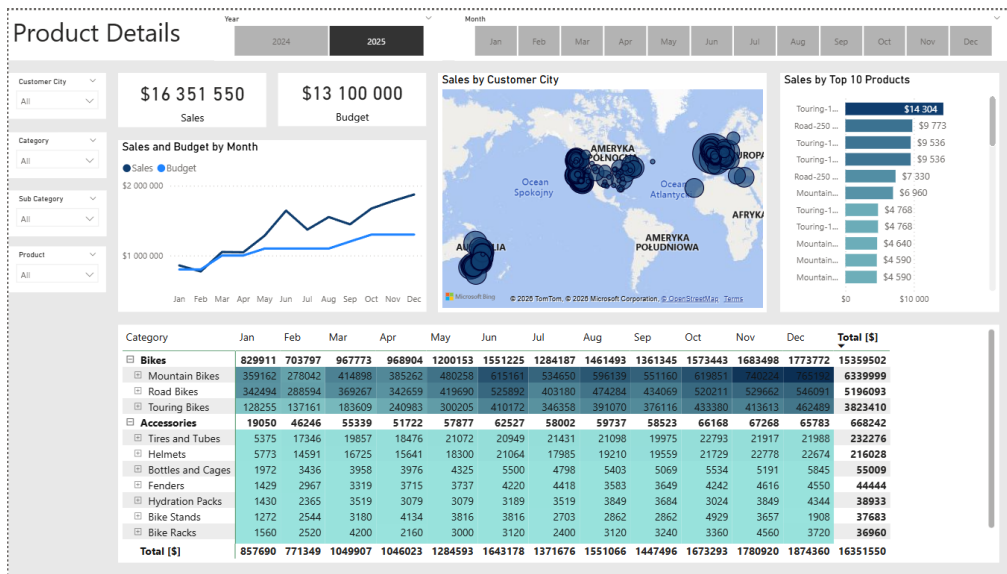 Product Details
Year
2024 2025
Month
Jan Feb Mar Apr May Jun Jul Aug Sep Oct Nov Dec
Customer City
All
Category
All
Sub Category
All
Product
All
$16 351 550
Sales
$13 100 000
Budget
Sales and Budget by Month
Sales Budget
$2 000 000
$1 000 000
Jan Feb Mar Apr May Jun Jul Aug Sep Oct Nov Dec
Sales by Customer City
AMERYKA
PÓŁNOCNA
EUROPA
Ocean
Spokojny
Ocean
Atlantycki
AFRYKA
AUSTRALIA
AMERYKA
POŁUDNIOWA
Microsoft Bing
© 2026 TomTom, © 2026 Microsoft Corporation, © OpenStreetMap Terms
Sales by Top 10 Products
Touring-1... $14 304
Road-250 ... $9 773
Touring-1... $9 536
Touring-1... $9 536
Road-250 ... $7 330
Mountain... $6 960
Touring-1... $4 768
Touring-1... $4 768
Mountain... $4 640
Mountain... $4 590
Mountain... $4 590
$0 $10 000
Category Jan Feb Mar Apr May Jun Jul Aug Sep Oct Nov Dec Total [$]
Bikes 829911 703797 967773 968904 1200153 1551225 1284187 1461493 1361345 1573443 1683498 1773772 15359502
Mountain Bikes 359162 278042 414898 385262 480258 615161 534650 596139 551160 619851 740224 765192 6339999
Road Bikes 342494 288594 369267 342659 419690 525892 403180 474284 434069 520211 529662 546091 5196093
Touring Bikes 128255 137161 183609 240983 300205 410172 346358 391070 376116 433380 413613 462489 3823410
Accessories 19050 46246 55339 51722 57877 62527 58002 59737 58523 66168 67268 65783 668242
Tires and Tubes 5375 17346 19857 18476 21072 20949 21431 21098 19975 22793 21917 21988 232276
Helmets 5773 14591 16725 15641 18300 21064 17985 19210 19559 21729 22778 22674 216028
Bottles and Cages 1972 3436 3958 3976 4325 5500 4798 5403 5069 5534 5191 5845 55009
Fenders 1429 2967 3319 3715 3737 4220 4418 3583 3649 4242 4616 4550 44444
Hydration Packs 1430 2365 3519 3079 3079 3189 3519 3849 3684 3024 3849 4344 38933
Bike Stands 1272 2544 3180 4134 3816 3816 2703 2862 2862 4929 3657 1908 37683
Bike Racks 1560 2520 4200 2160 3000 3120 2400 3120 3240 3360 4560 3720 36960
Total [$] 857690 771349 1049907 1046023 1284593 1643178 1371676 1551066 1447496 1673293 1780920 1874360 16351550